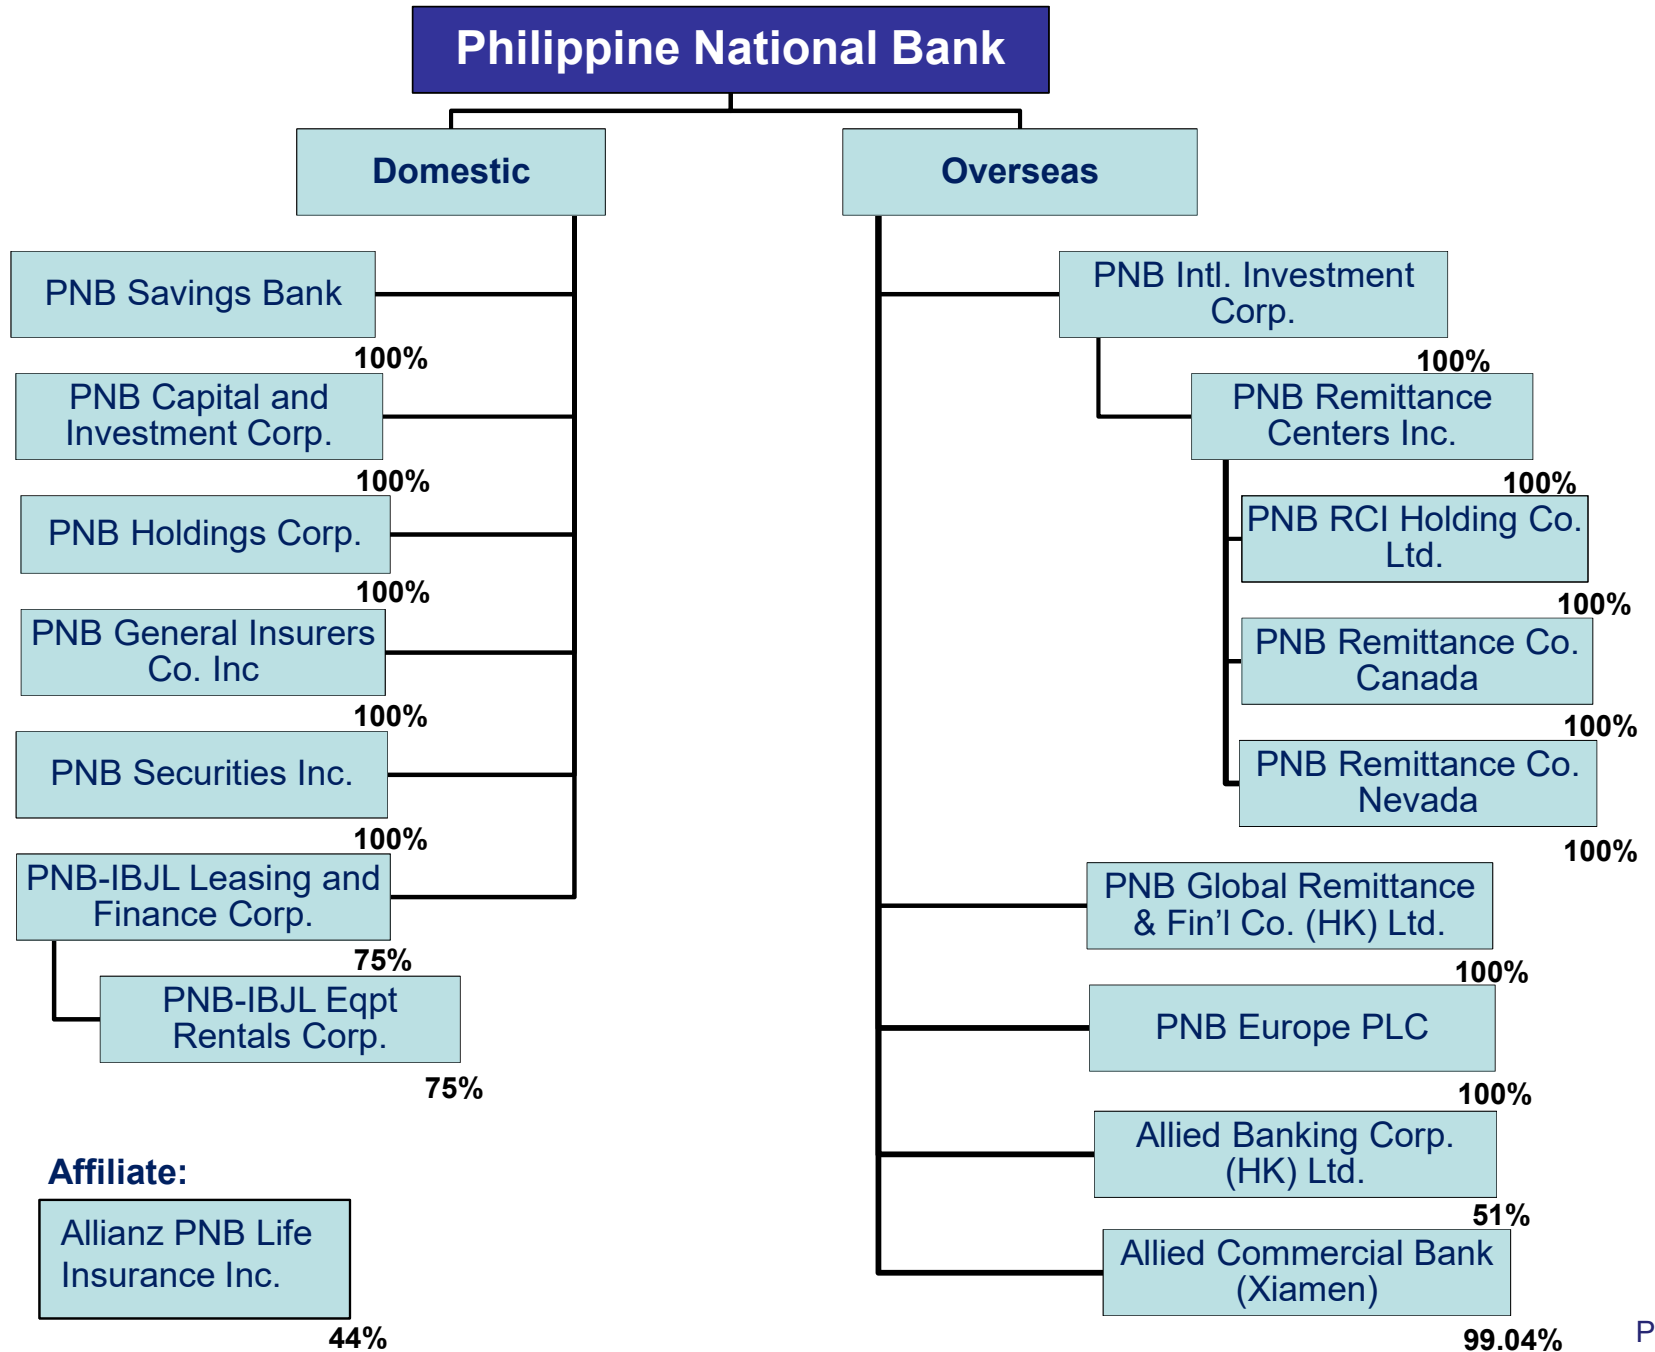 Philippine National Bank
Domestic
PNB Savings Bank
100%
PNB Capital and
Investment Corp.
100%
PNB Holdings Corp.
100%
PNB General Insurers
Co. Inc
100%
PNB Securities Inc.
100%
PNB-IBJL Leasing and
Finance Corp.
75%
PNB-IBJL Eqpt
Rentals Corp.
75%
Affiliate:
Allianz PNB Life
Insurance Inc.
44%
Overseas
PNB Intl. Investment
Corp.
100%
PNB Remittance
Centers Inc.
100%
PNB RCI Holding Co.
Ltd.
100%
PNB Remittance Co.
Canada
100%
PNB Remittance Co.
Nevada
100%
PNB Global Remittance
& Fin’l Co. (HK) Ltd.
100%
PNB Europe PLC
100%
Allied Banking Corp.
(HK) Ltd.
51%
Allied Commercial Bank
(Xiamen)
99.04%
P